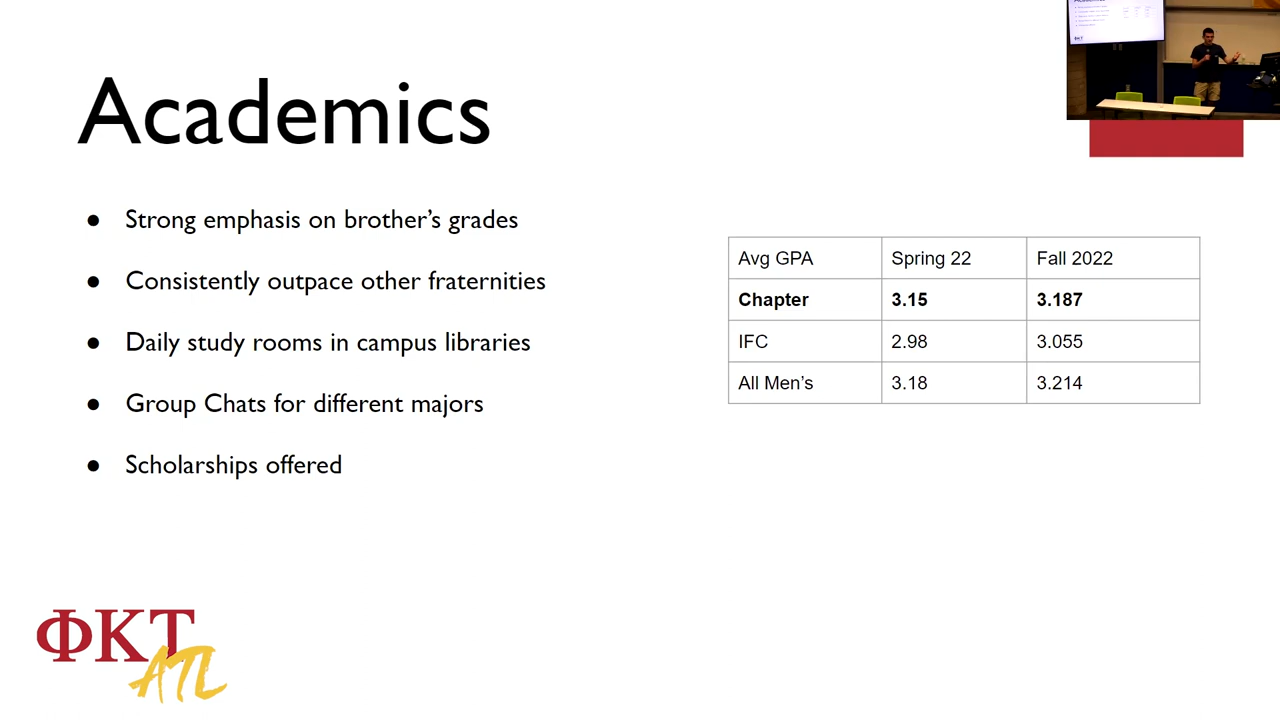 Academics
● Strong emphasis on brother’s grades
● Consistently outpace other fraternities
● Daily study rooms in campus libraries
● Group Chats for different majors
● Scholarships offered
Avg GPA Spring 22 Fall 2022
Chapter 3.15 3.187
IFC 2.98 3.055
All Men’s 3.18 3.214
ΦΚΤ
ATL